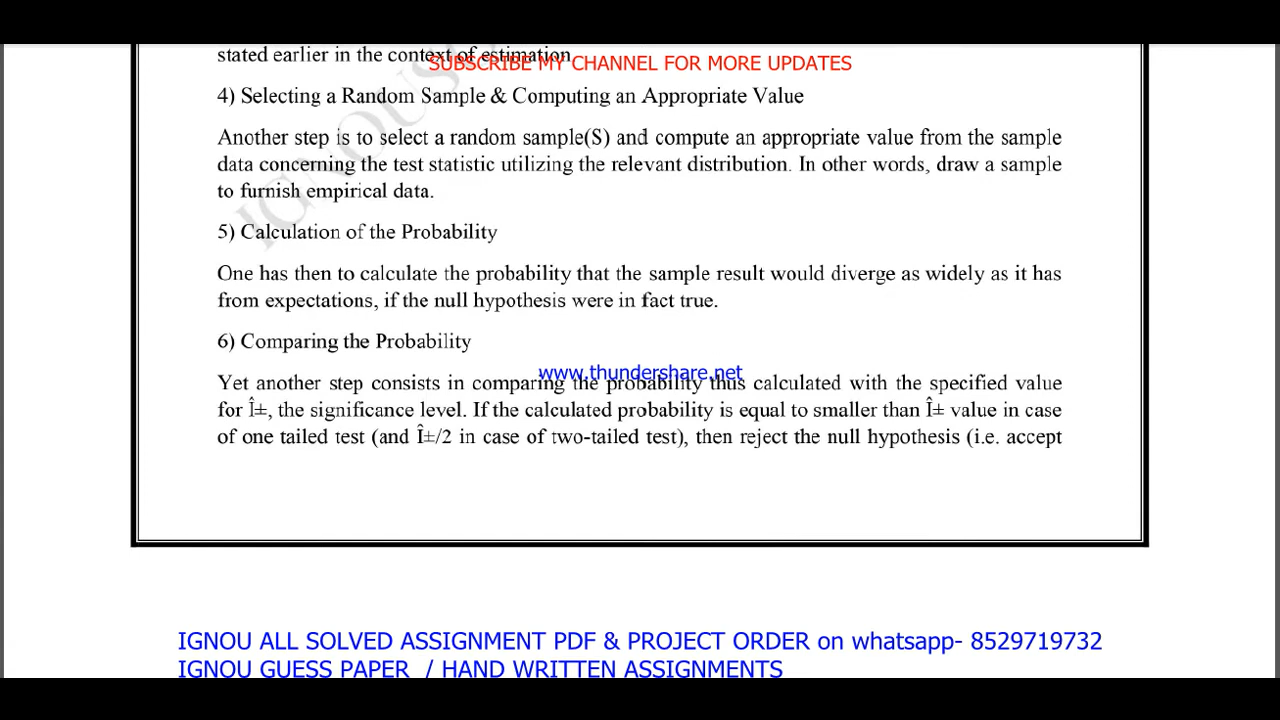 stated earlier in the context of estimation.
SUBSCRIBE MY CHANNEL FOR MORE UPDATES
4) Selecting a Random Sample & Computing an Appropriate Value
Another step is to select a random sample(S) and compute an appropriate value from the sample
data concerning the test statistic utilizing the relevant distribution. In other words, draw a sample
to furnish empirical data.
5) Calculation of the Probability
One has then to calculate the probability that the sample result would diverge as widely as it has
from expectations, if the null hypothesis were in fact true.
6) Comparing the Probability
www.thundershare.net
Yet another step consists in comparing the probability thus calculated with the specified value
for Î±, the significance level. If the calculated probability is equal to smaller than Î± value in case
of one tailed test (and Î±/2 in case of two-tailed test), then reject the null hypothesis (i.e. accept
IGNOU ALL SOLVED ASSIGNMENT PDF & PROJECT ORDER on whatsapp- 8529719732
IGNOU GUESS PAPER / HAND WRITTEN ASSIGNMENTS